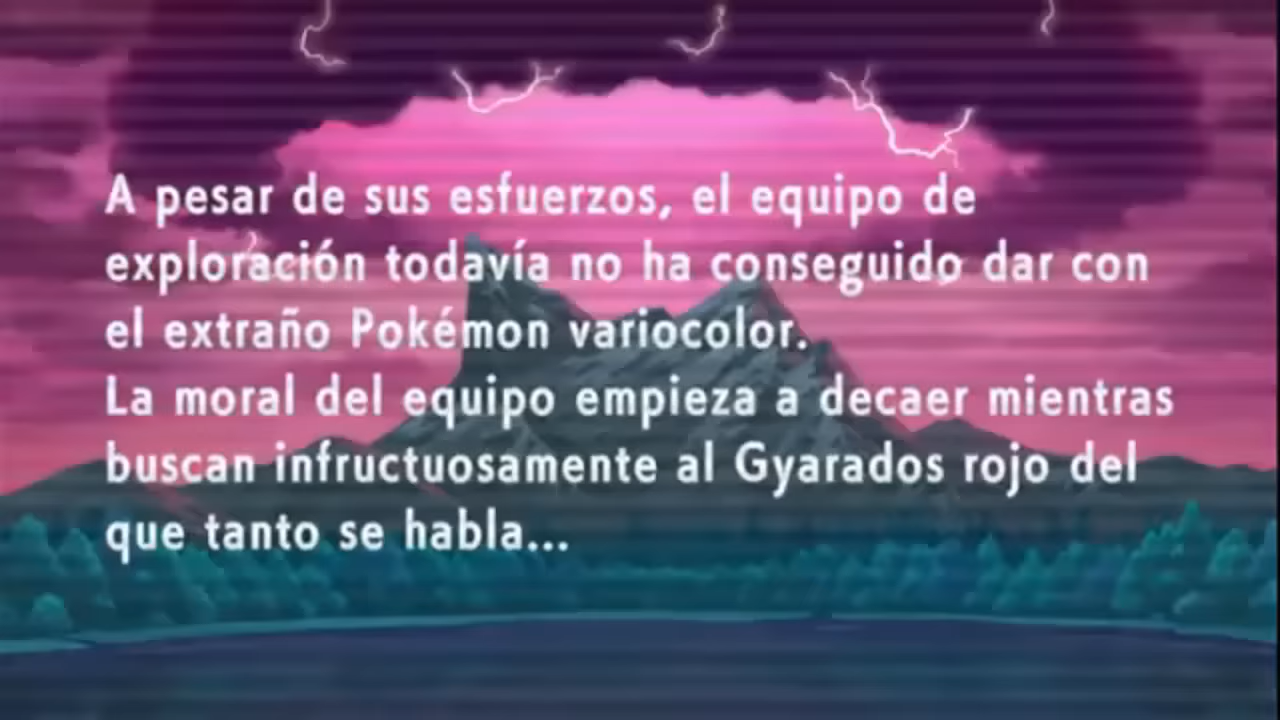 A pesar de sus esfuerzos, el equipo de
exploración todavía no ha conseguido dar con
el extraño Pokémon variocolor.
La moral del equipo empieza a decaer mientras
buscan infructuosamente al Gyarados rojo del
que tanto se habla...